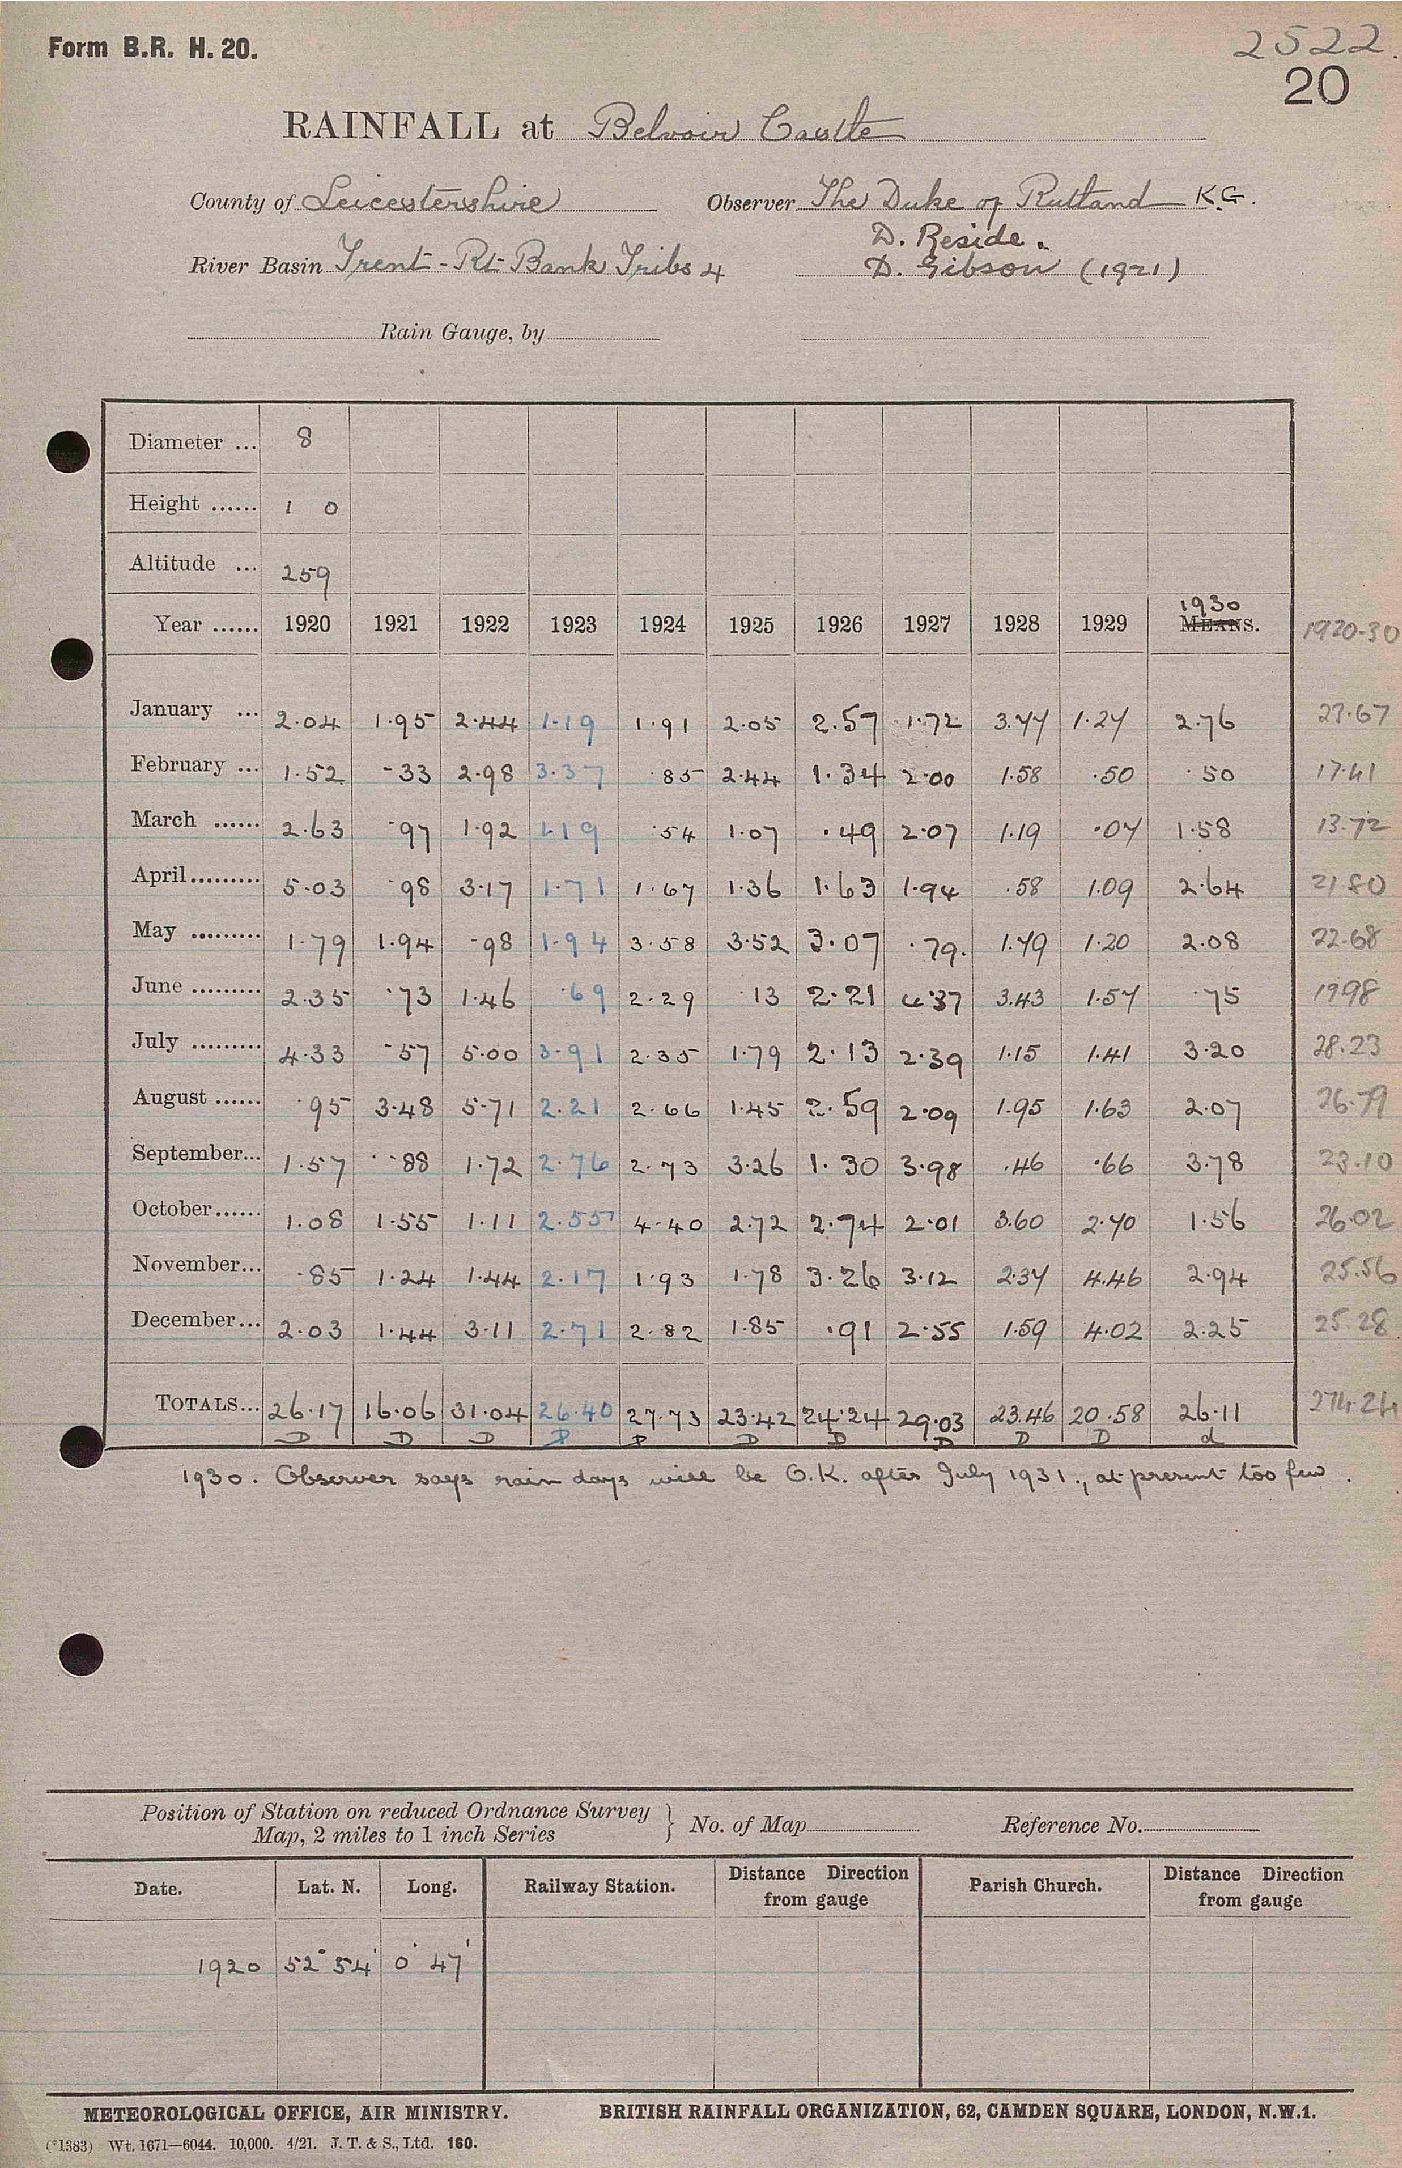 Form B.R. H. 20.
2522.
20
RAINFALL at Belvoir Castle
County of Leicestershire Observer The Duke of Rutland K.G.
D. Reside.
River Basin Trent - Rt Bank Tribs 4 D. Gibson (1921)
Rain Gauge, by
Diameter ... 8
Height ...... 1 0
Altitude ... 259
1930
Year ...... 1920 1921 1922 1923 1924 1925 1926 1927 1928 1929 MEANS. 1920-30
January ... 2.04 1.95 2.44 1.19 1.91 2.05 2.57 1.72 3.77 1.27 2.76 23.67
February ... 1.52 .33 2.98 3.37 .85 2.44 1.34 2.00 1.58 .50 .50 17.41
March ...... 2.63 .97 1.92 1.19 .54 1.07 .49 2.07 1.19 .07 1.58 13.72
April......... 5.03 .98 3.17 1.71 1.67 1.36 1.63 1.94 .58 1.09 2.64 21.80
May ......... 1.79 1.94 .98 1.94 3.58 3.52 3.07 .79. 1.79 1.20 2.08 22.68
June ......... 2.35 .73 1.46 .69 2.29 .13 2.21 4.37 3.43 1.57 .75 19.98
July ......... 4.33 .57 5.00 3.91 2.35 1.79 2.13 2.39 1.15 1.41 3.20 28.23
August ...... .95 3.48 5.71 2.21 2.66 1.45 2.59 2.09 1.95 1.63 2.07 26.79
September... 1.57 .88 1.72 2.76 2.73 3.26 1.30 3.98 .46 .66 3.78 23.10
October...... 1.08 1.55 1.11 2.55 4.40 2.72 2.74 2.01 3.60 2.70 1.56 26.02
November... .85 1.24 1.44 2.17 1.93 1.78 3.26 3.12 2.37 4.46 2.94 25.56
December... 2.03 1.44 3.11 2.71 2.82 1.85 .91 2.55 1.59 4.02 2.25 25.28
TOTALS... 26.17 16.06 31.04 26.40 27.73 23.42 24.24 29.03 23.46 20.58 26.11 274.24
D D D D D D D D D D d
1930. Observer says rain days will be O.K. after July 1931., at present too few.
Position of Station on reduced Ordnance Survey
Map, 2 miles to 1 inch Series } No. of Map Reference No.
Date. Lat. N. Long. Railway Station. Distance Direction from gauge Parish Church. Distance Direction from gauge
1920 52° 54' 0° 47'
METEOROLOGICAL OFFICE, AIR MINISTRY. BRITISH RAINFALL ORGANIZATION, 62, CAMDEN SQUARE, LONDON, N.W.1.
(*1383) Wt. 1671—6044. 10,000. 4/21. J. T. & S., Ltd. 160.